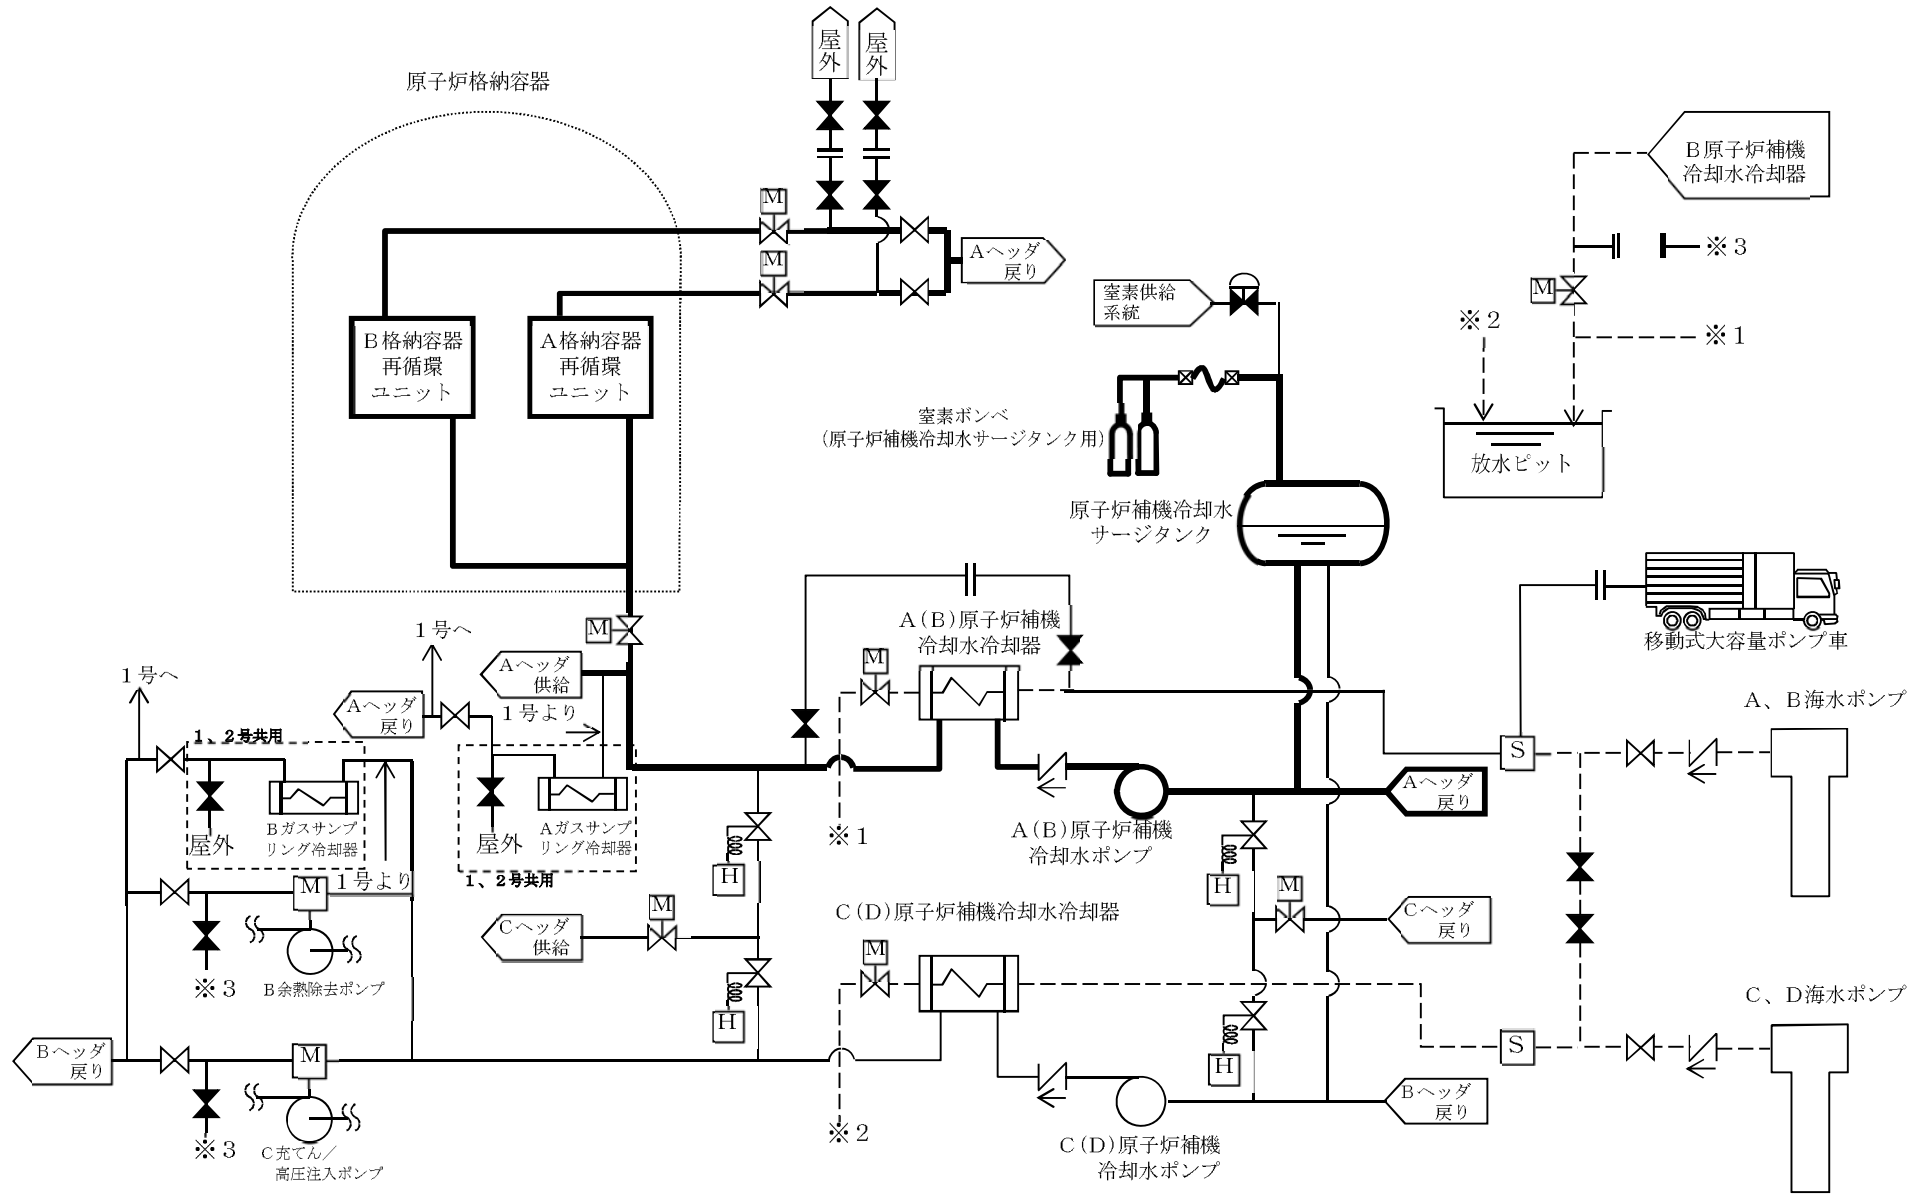 屋外
屋外
原子炉格納容器
B原子炉補機
冷却水冷却器
M
M
Aヘッダ
戻り
※3
窒素供給
系統
M
※2
※1
B格納容器
再循環
ユニット
A格納容器
再循環
ユニット
窒素ボンベ
(原子炉補機冷却水サージタンク用)
放水ピット
原子炉補機冷却水
サージタンク
移動式大容量ポンプ車
M
1号へ
A(B)原子炉補機
冷却水冷却器
M
Aヘッダ
供給
1号へ
Aヘッダ
戻り
1号より
A、B海水ポンプ
1、2号共用
S
Aヘッダ
戻り
Bガスサンプ
リング冷却器
屋外
Aガスサンプ
リング冷却器
屋外
※1
A(B)原子炉補機
冷却水ポンプ
1、2号共用
1号より
M
H
H
M
M
Cヘッダ
供給
C(D)原子炉補機冷却水冷却器
Cヘッダ
戻り
M
※3
B余熱除去ポンプ
H
C、D海水ポンプ
Bヘッダ
戻り
M
H
S
※3
C充てん/
高圧注入ポンプ
※2
Bヘッダ
戻り
C(D)原子炉補機
冷却水ポンプ